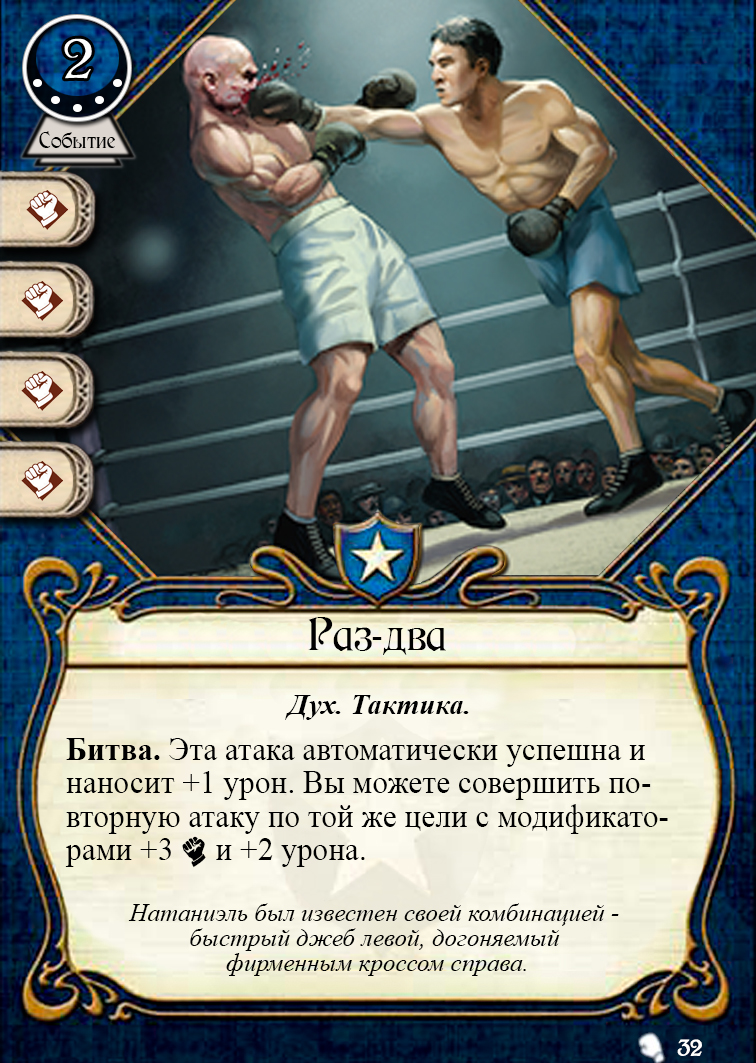 2
Событие
Раз-два
Дух. Тактика.
Битва. Эта атака автоматически успешна и
наносит +1 урон. Вы можете совершить по-
вторную атаку по той же цели с модификато-
рами +3 и +2 урона.
Натаниэль был известен своей комбинацией -
быстрый джеб левой, догоняемый
фирменным кроссом справа.
32